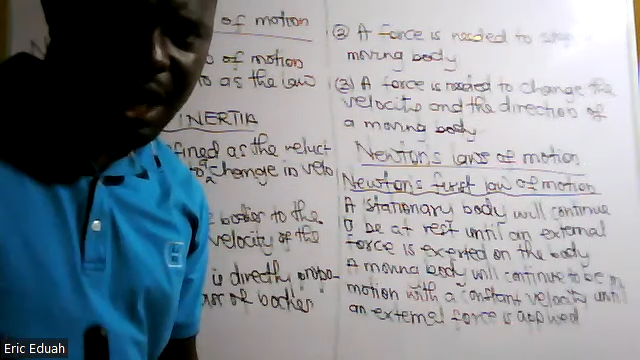 of motion
of motion
as the law
INERTIA
fined as the reluct
to change in velo
bodies to the
velocity of the
is directly propo-
of bodies
② A force is needed to stop
moving body
③ A force is needed to change the
velocity and the direction of
a moving body
Newton's laws of motion
Newton's first law of motion
A stationary body will continue
be at rest until an external
force is exerted on the body
A moving body will continue to be in
motion with a constant velocity until
an external force is applied
Eric Eduah